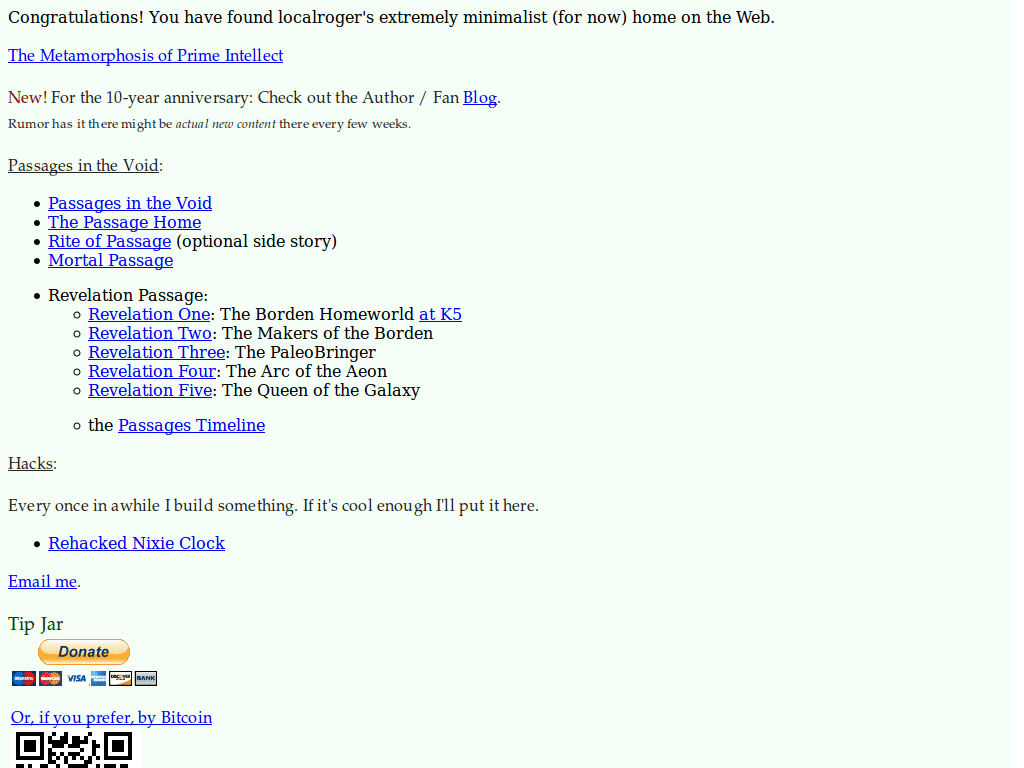 Congratulations! You have found localroger's extremely minimalist (for now) home on the Web.
The Metamorphosis of Prime Intellect
New! For the 10-year anniversary: Check out the Author / Fan Blog.
Rumor has it there might be actual new content there every few weeks.
Passages in the Void:
Passages in the Void
The Passage Home
Rite of Passage (optional side story)
Mortal Passage
Revelation Passage:
Revelation One: The Borden Homeworld at K5
Revelation Two: The Makers of the Borden
Revelation Three: The PaleoBringer
Revelation Four: The Arc of the Aeon
Revelation Five: The Queen of the Galaxy
the Passages Timeline
Hacks:
Every once in awhile I build something. If it's cool enough I'll put it here.
Rehacked Nixie Clock
Email me.
Tip Jar
Donate
Maestro MasterCard VISA BANK
Or, if you prefer, by Bitcoin